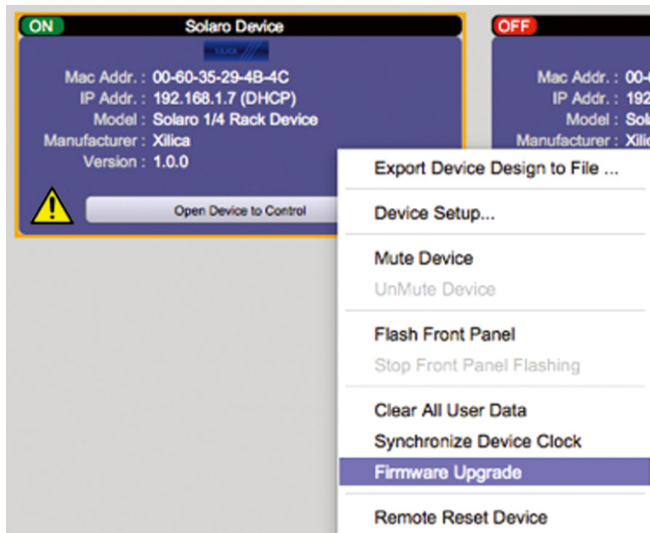 ON
Solaro Device
XILICA
Mac Addr. : 00-60-35-29-4B-4C
IP Addr. : 192.168.1.7 (DHCP)
Model : Solaro 1/4 Rack Device
Manufacturer : Xilica
Version : 1.0.0
Open Device to Control
OFF
Mac Addr. : 00-
IP Addr. : 192
Model :
Manufacturer :
Export Device Design to File ...
Device Setup...
Mute Device
UnMute Device
Flash Front Panel
Stop Front Panel Flashing
Clear All User Data
Synchronize Device Clock
Firmware Upgrade
Remote Reset Device